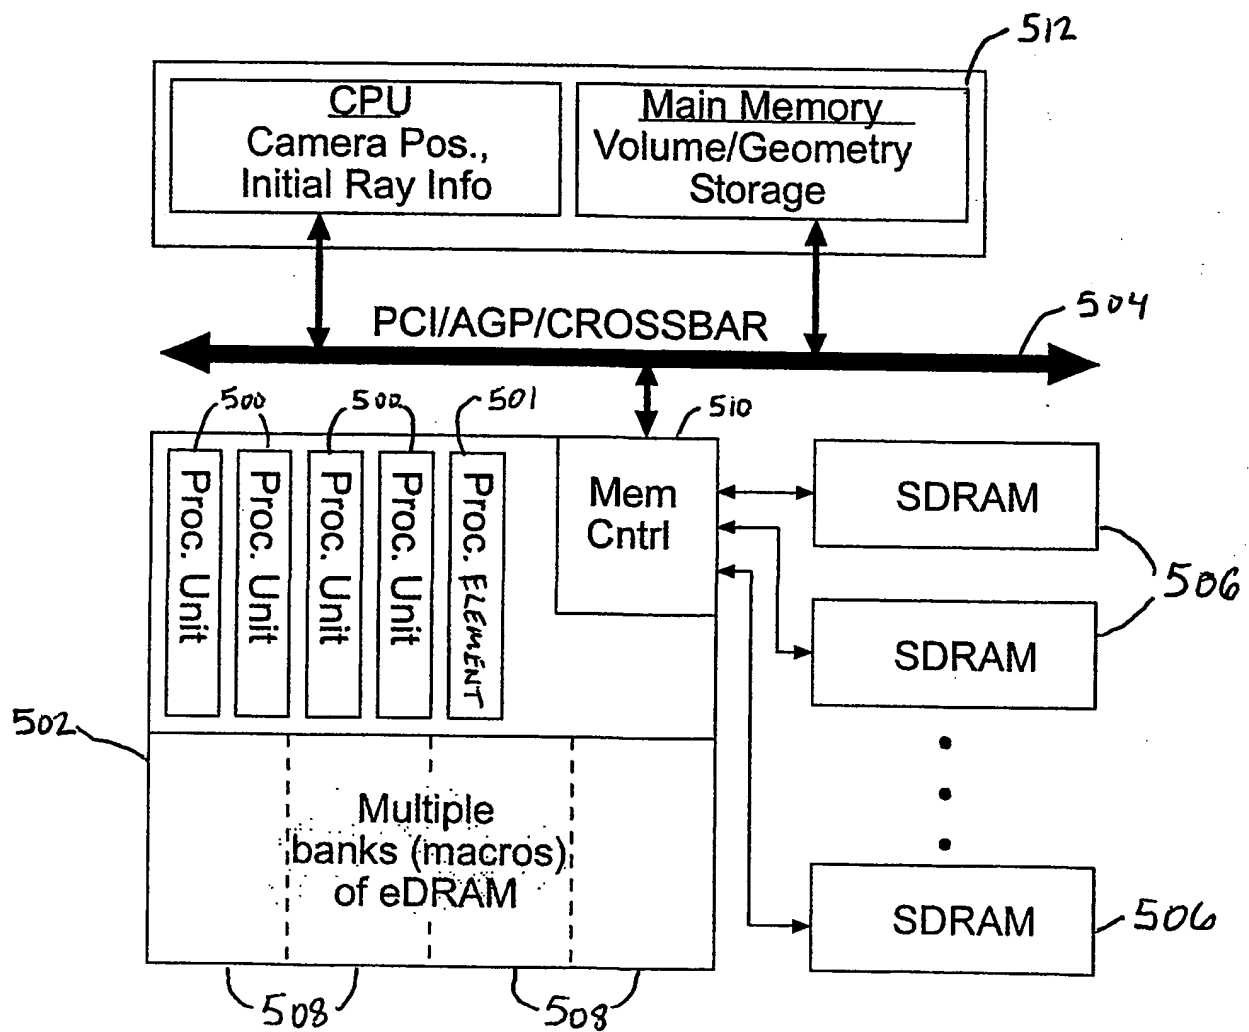 512
CPU
Camera Pos.,
Initial Ray Info
Main Memory
Volume/Geometry
Storage
PCI/AGP/CROSSBAR
504
500
500
501
510
Proc. Unit
Proc. Unit
Proc. Unit
Proc. Unit
Proc. ELEMENT
Mem
Cntrl
SDRAM
506
SDRAM
502
Multiple
banks (macros)
of eDRAM
SDRAM
506
508
508